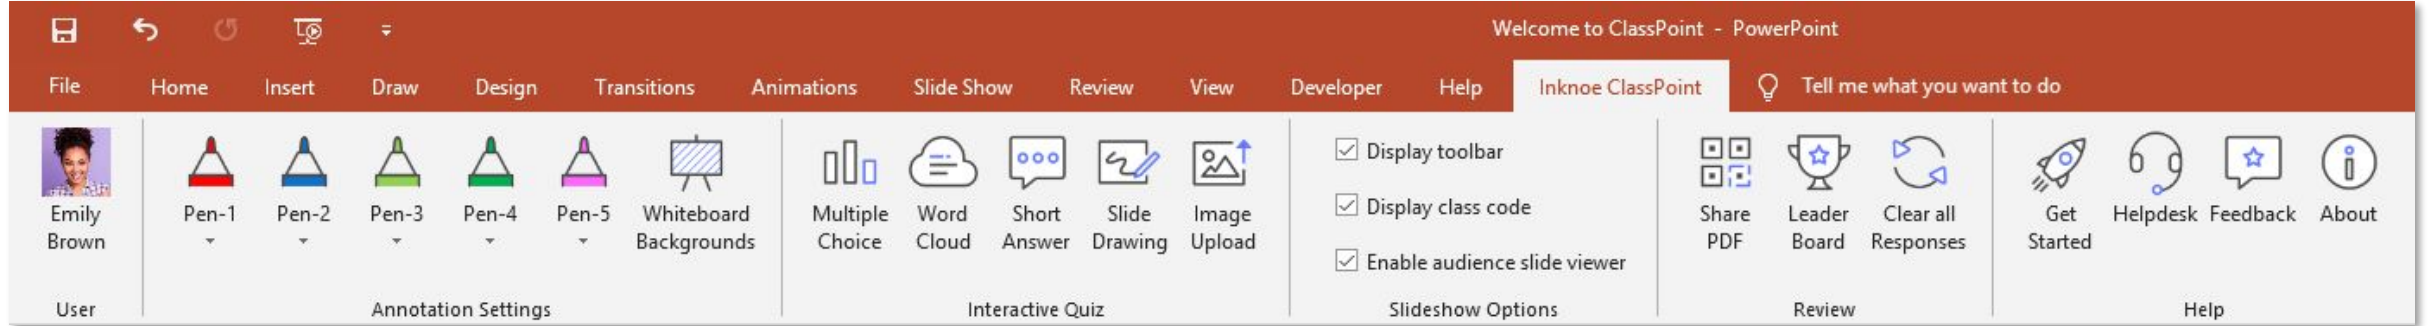 Welcome to ClassPoint - PowerPoint
File Home Insert Draw Design Transitions Animations Slide Show Review View Developer Help Inknoe ClassPoint Tell me what you want to do
Emily
Brown
User
Pen-1 Pen-2 Pen-3 Pen-4 Pen-5
Whiteboard
Backgrounds
Annotation Settings
Multiple
Choice
Word
Cloud
Short
Answer
Slide
Drawing
Image
Upload
Interactive Quiz
Display toolbar
Display class code
Enable audience slide viewer
Slideshow Options
Share
PDF
Leader
Board
Clear all
Responses
Review
Get
Started
Helpdesk
Feedback
About
Help